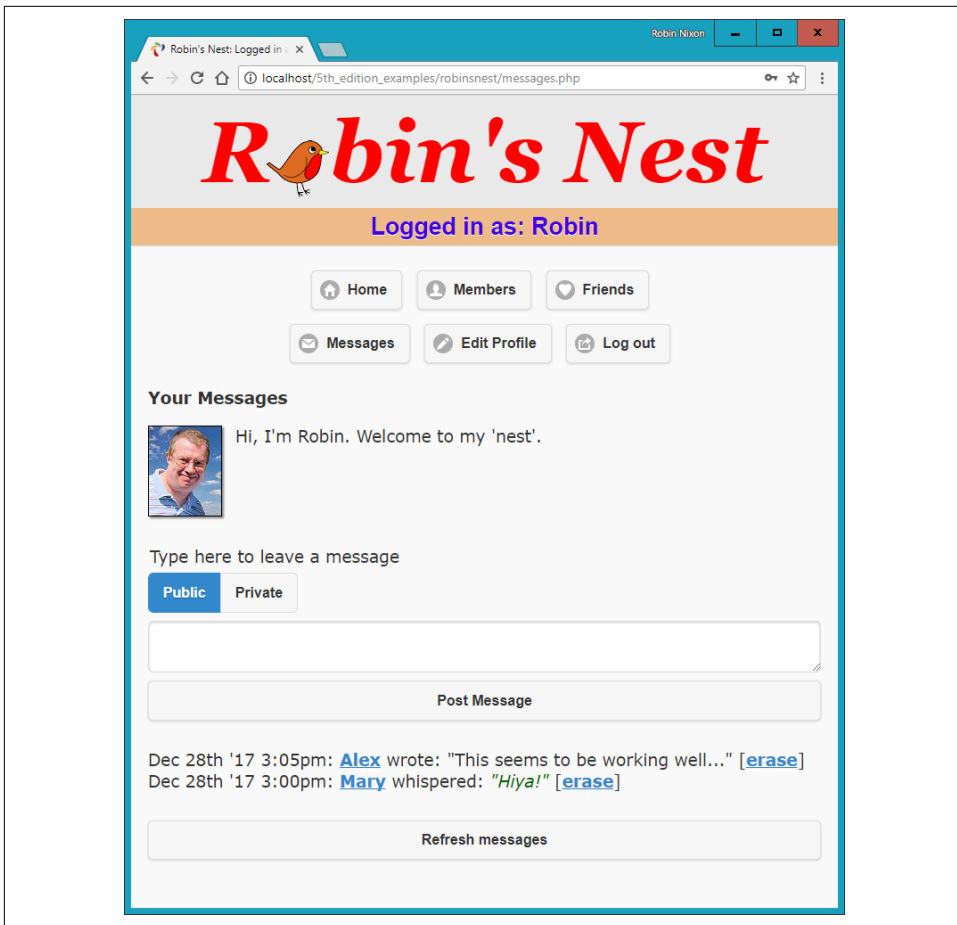 Robin Nixon
Robin's Nest: Logged in
localhost/5th_edition_examples/robinsnest/messages.php
Robin's Nest
Logged in as: Robin
Home Members Friends
Messages Edit Profile Log out
Your Messages
Hi, I'm Robin. Welcome to my 'nest'.
Type here to leave a message
Public Private
Post Message
Dec 28th '17 3:05pm: Alex wrote: "This seems to be working well..." [erase]
Dec 28th '17 3:00pm: Mary whispered: "Hiya!" [erase]
Refresh messages